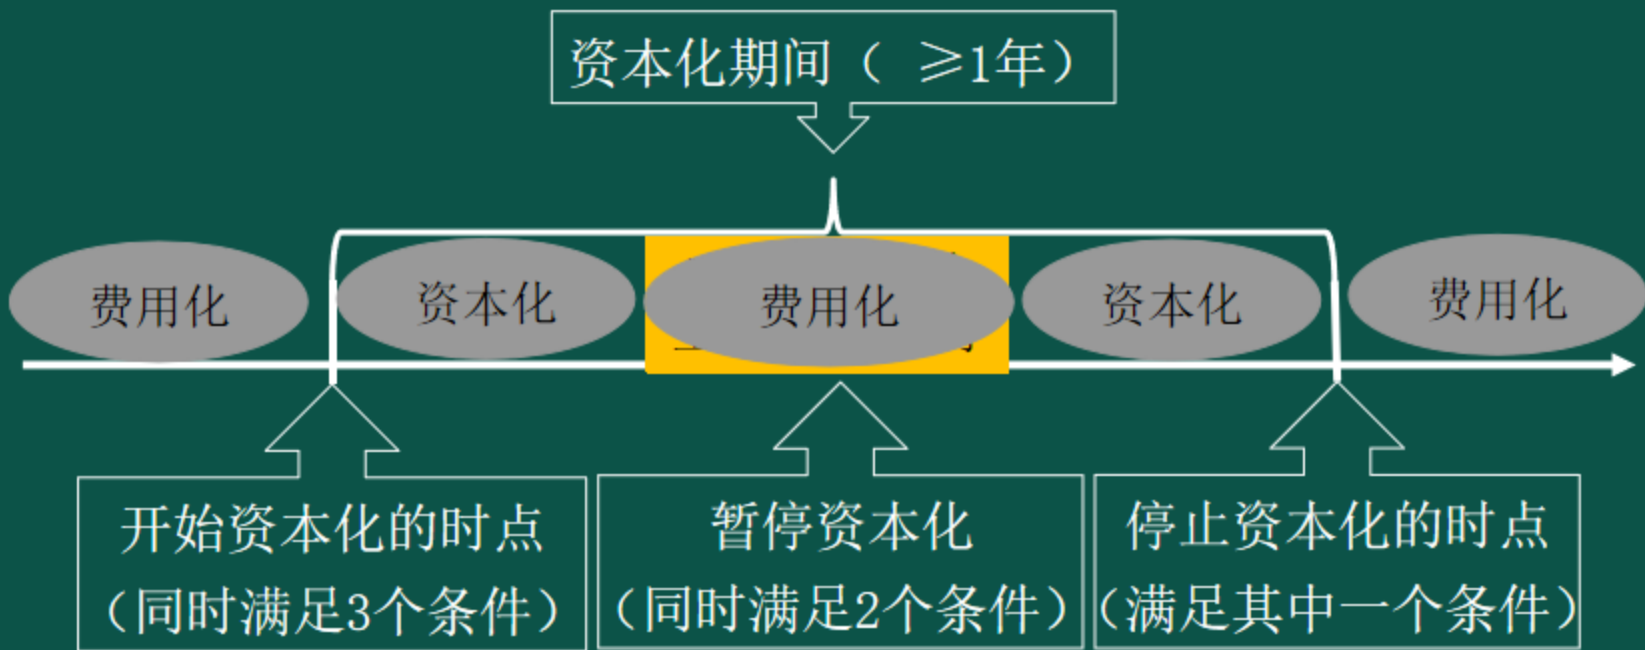 资本化期间（ ≥1年）
费用化
资本化
费用化
资本化
费用化
开始资本化的时点
（同时满足3个条件）
暂停资本化
（同时满足2个条件）
停止资本化的时点
（满足其中一个条件）